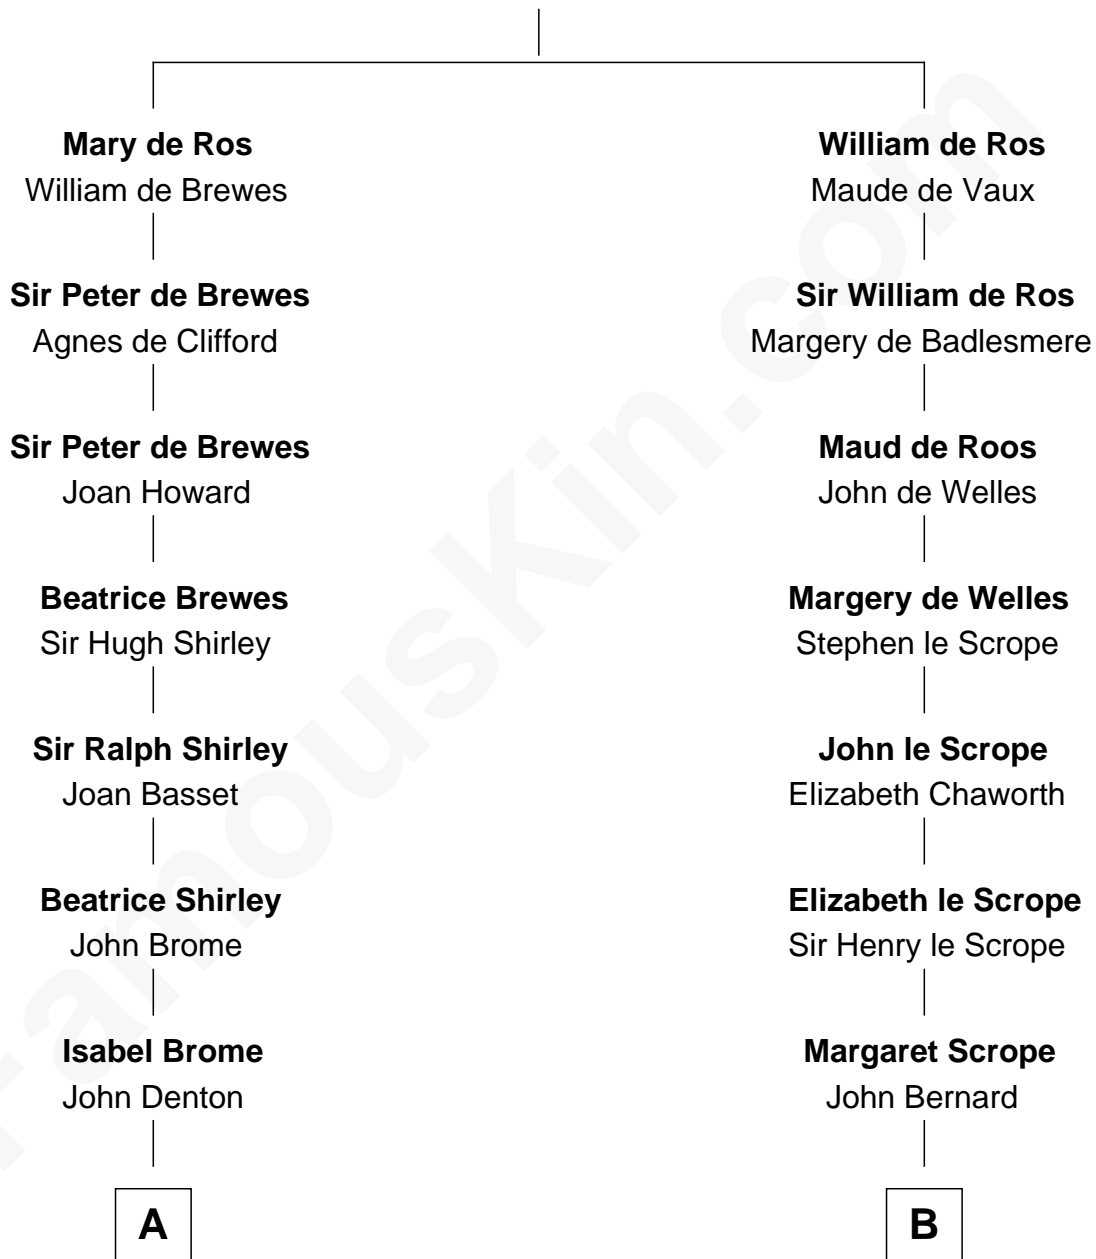 Mary de Ros
William de Brewes
Sir Peter de Brewes
Agnes de Clifford
Sir Peter de Brewes
Joan Howard
Beatrice Brewes
Sir Hugh Shirley
Sir Ralph Shirley
Joan Basset
Beatrice Shirley
John Brome
Isabel Brome
John Denton
A
William de Ros
Maude de Vaux
Sir William de Ros
Margery de Badlesmere
Maud de Roos
John de Welles
Margery de Welles
Stephen le Scrope
John le Scrope
Elizabeth Chaworth
Elizabeth le Scrope
Sir Henry le Scrope
Margaret Scrope
John Bernard
B
FamousKin.com